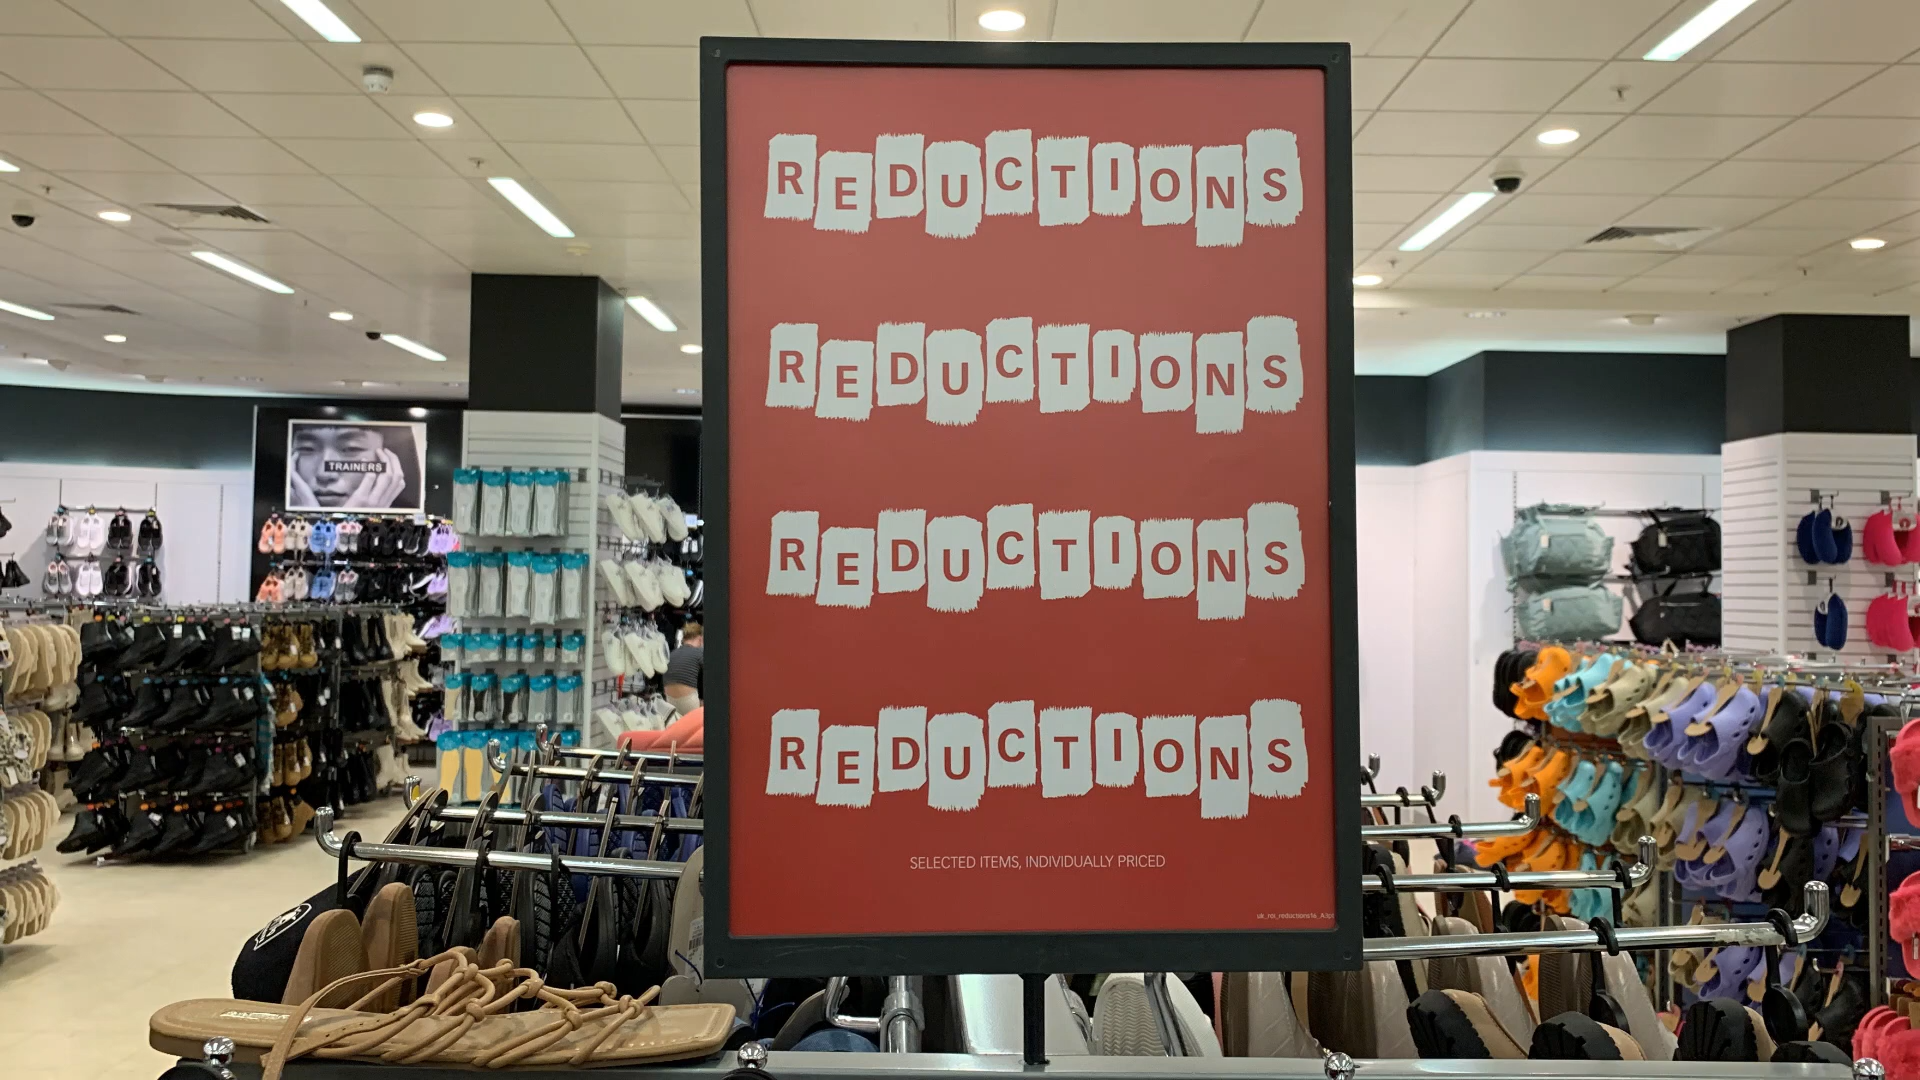 REDUCTIONS
REDUCTIONS
REDUCTIONS
REDUCTIONS
SELECTED ITEMS, INDIVIDUALLY PRICED
TRAINERS